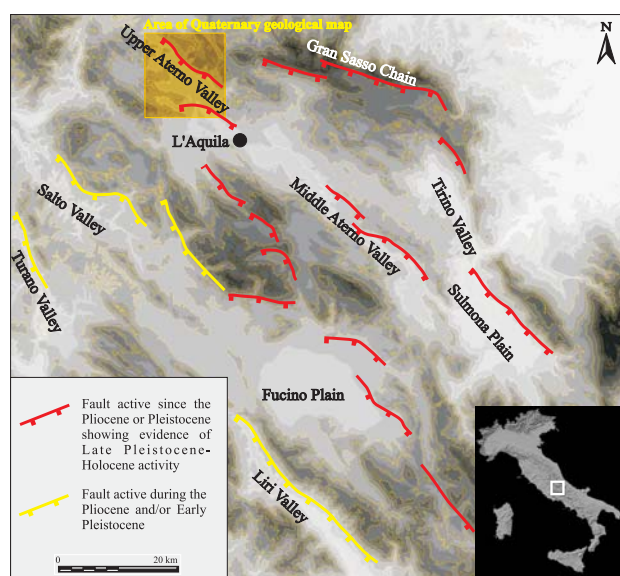 Area of Quaternary geological map
N
Upper Aterno Valley
Gran Sasso Chain
L'Aquila
Salto Valley
Middle Aterno Valley
Tirino Valley
Turano Valley
Sulmona Plain
Fucino Plain
Liri Valley
Fault active since the
Pliocene or Pleistocene
showing evidence of
Late Pleistocene-
Holocene activity
Fault active during the
Pliocene and/or Early
Pleistocene
0 20 km